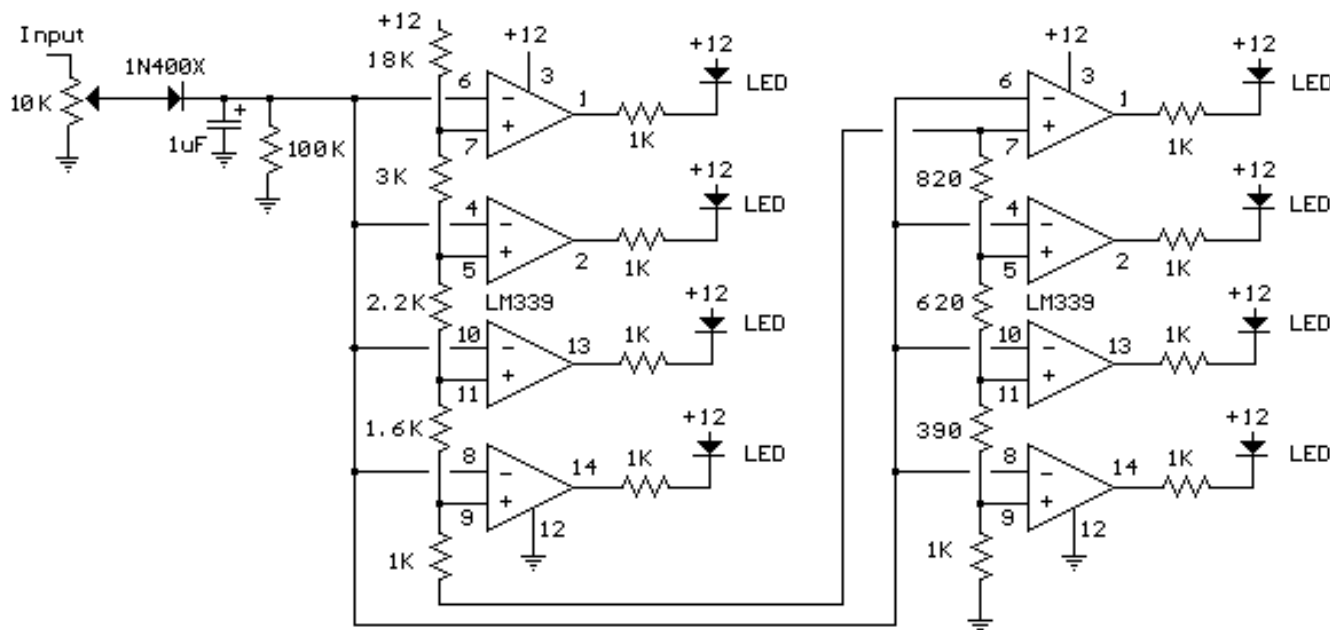 Input
10K
1N400X
+
1uF
100K
+12
18K
+12
3
6
-
7
+
1
1K
+12
LED
3K
4
-
5
+
2
1K
+12
LED
2.2K
LM339
10
-
11
+
13
1K
+12
LED
1.6K
8
-
9
+
14
12
1K
+12
LED
1K
+12
3
6
-
7
+
1
1K
+12
LED
820
4
-
5
+
2
1K
+12
LED
620
LM339
10
-
11
+
13
1K
+12
LED
390
8
-
9
+
14
12
1K
+12
LED
1K